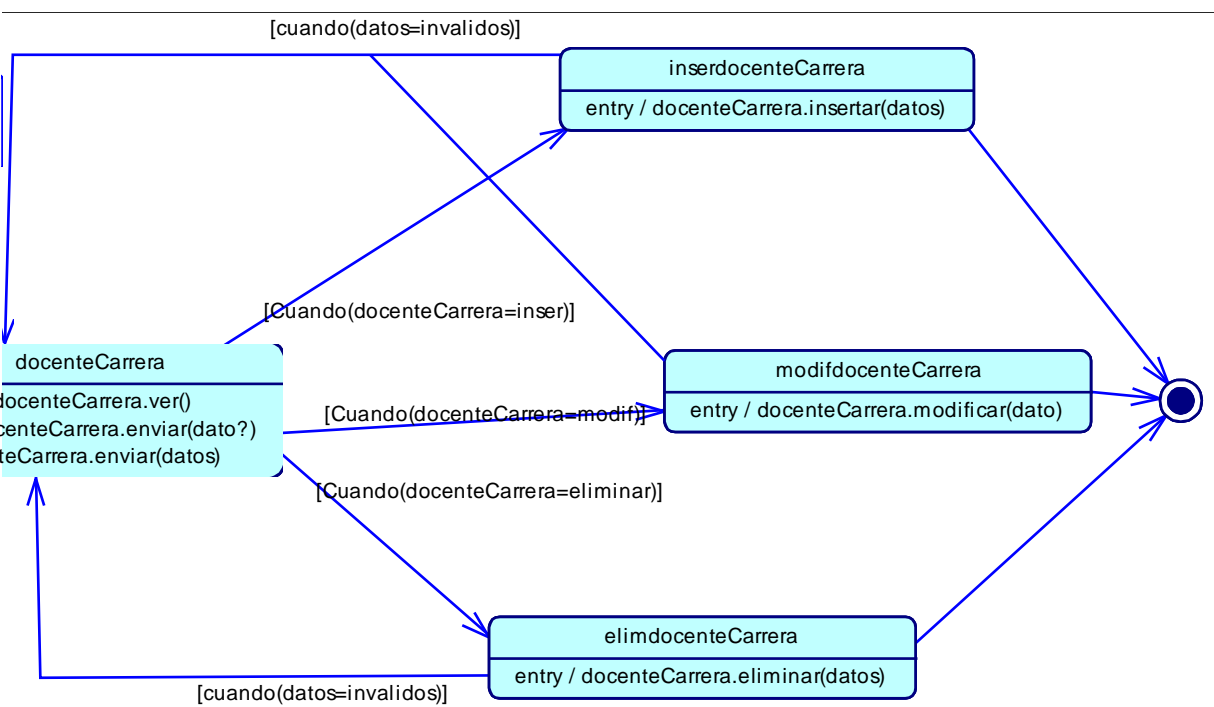 [cuando(datos=invalidos)]
inserdocenteCarrera
entry / docenteCarrera.insertar(datos)
[Cuando(docenteCarrera=inser)]
docenteCarrera
docenteCarrera.ver()
centeCarrera.enviar(dato?)
teCarrera.enviar(datos)
[Cuando(docenteCarrera=modif)]
modifdocenteCarrera
entry / docenteCarrera.modificar(dato)
[Cuando(docenteCarrera=eliminar)]
elimdocenteCarrera
entry / docenteCarrera.eliminar(datos)
[cuando(datos=invalidos)]